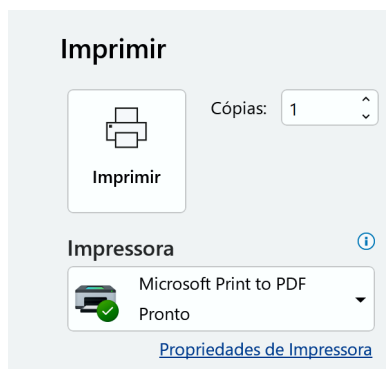 Imprimir
Cópias: 1
Imprimir
Impressora
Microsoft Print to PDF
Pronto
Propriedades de Impressora